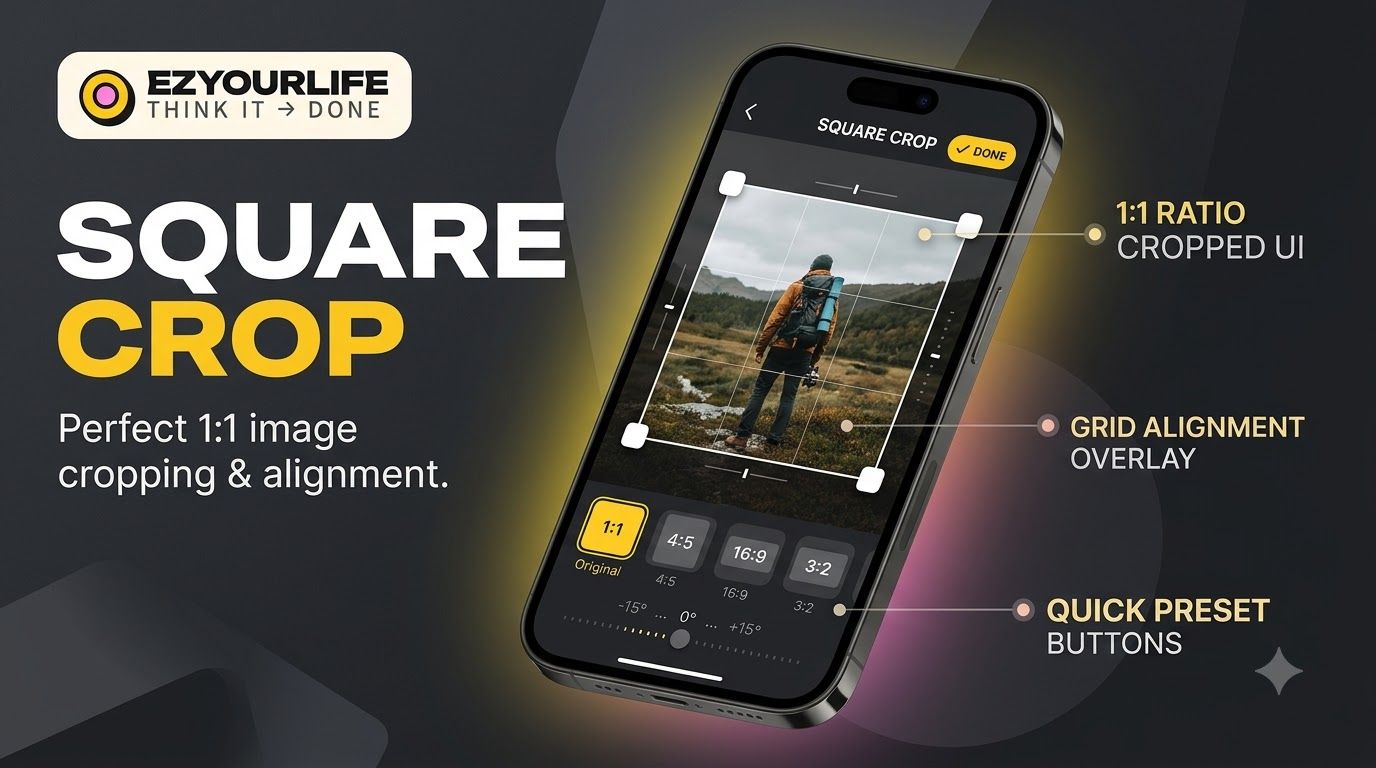 EZYOURLIFE
THINK IT → DONE
SQUARE
CROP
Perfect 1:1 image
cropping & alignment.
SQUARE CROP
✓ DONE
1:1
4:5
16:9
3:2
Original
4:5
16:9
3:2
-15° ··· 0° ··· +15°
1:1 RATIO
CROPPED UI
GRID ALIGNMENT
OVERLAY
QUICK PRESET
BUTTONS